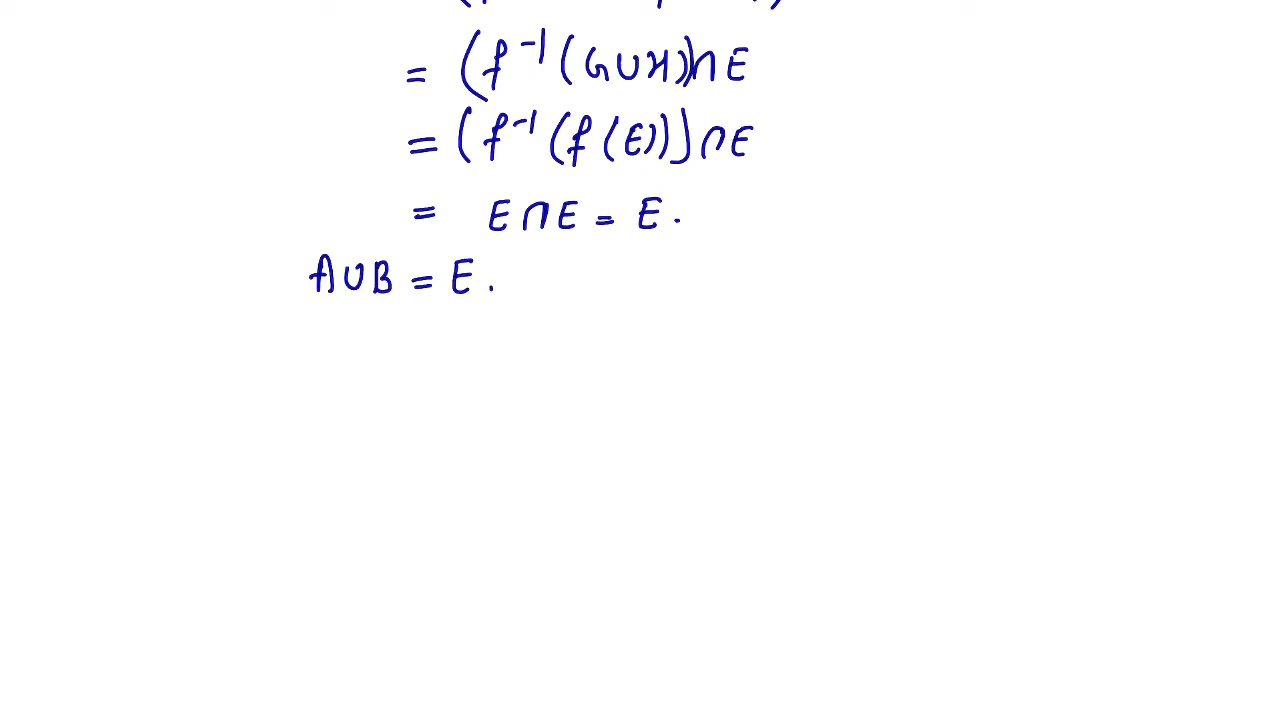 = (f⁻¹(G∪H))∩E
= (f⁻¹(f(E)))∩E
= E∩E = E.
A∪B = E.